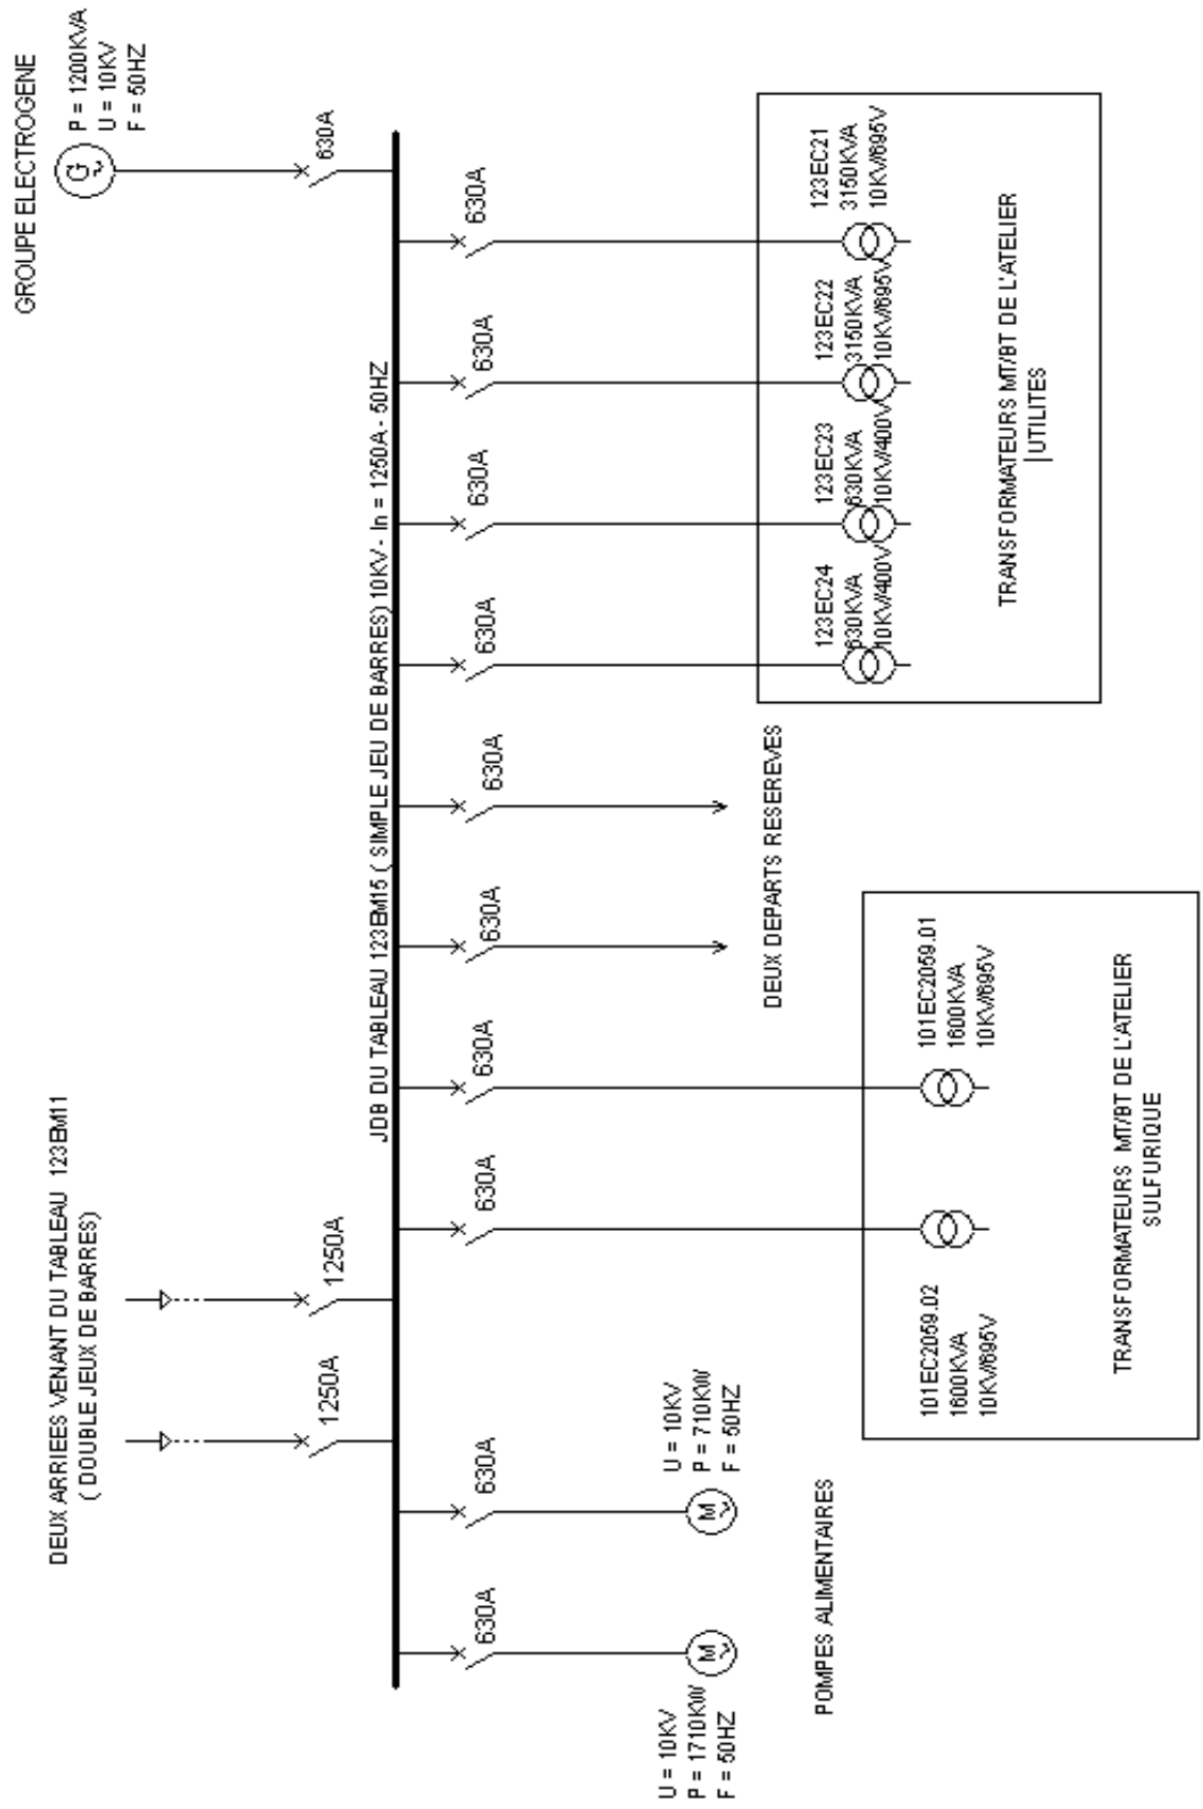 GROUPE ELECTROGENE
P = 1200KVA
U = 10KV
F = 50HZ
G
630A
DEUX ARRIEES VENANT DU TABLEAU 123BM11
( DOUBLE JEUX DE BARRES)
1250A
1250A
JDB DU TABLEAU 123BM15 ( SIMPLE JEU DE BARRES) 10KV - In = 1250A - 50HZ
630A
630A
630A
630A
630A
630A
630A
630A
630A
630A
U = 10KV
P = 1710KW
F = 50HZ
M
U = 10KV
P = 710KW
F = 50HZ
M
POMPES ALIMENTAIRES
101EC2059.02
1600KVA
10KV/695V
101EC2059.01
1600KVA
10KV/695V
TRANSFORMATEURS MT/BT DE L'ATELIER
SULFURIQUE
DEUX DEPARTS RESEREVES
123EC24
630KVA
10KV/400V
123EC23
630KVA
10KV/400V
123EC22
3150KVA
10KV/695V
123EC21
3150KVA
10KV/695V
TRANSFORMATEURS MT/BT DE L'ATELIER
UTILITES